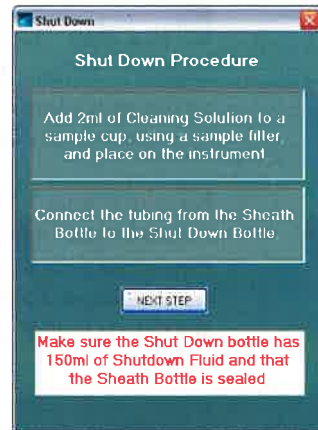 Shut Down
Shut Down Procedure
Add 2ml of Cleaning Solution to a
sample cup, using a sample filter,
and place on the instrument
Connect the tubing from the Sheath
Bottle to the Shut Down Bottle
NEXT STEP
Make sure the Shut Down bottle has
150ml of Shutdown Fluid and that
the Sheath Bottle is sealed